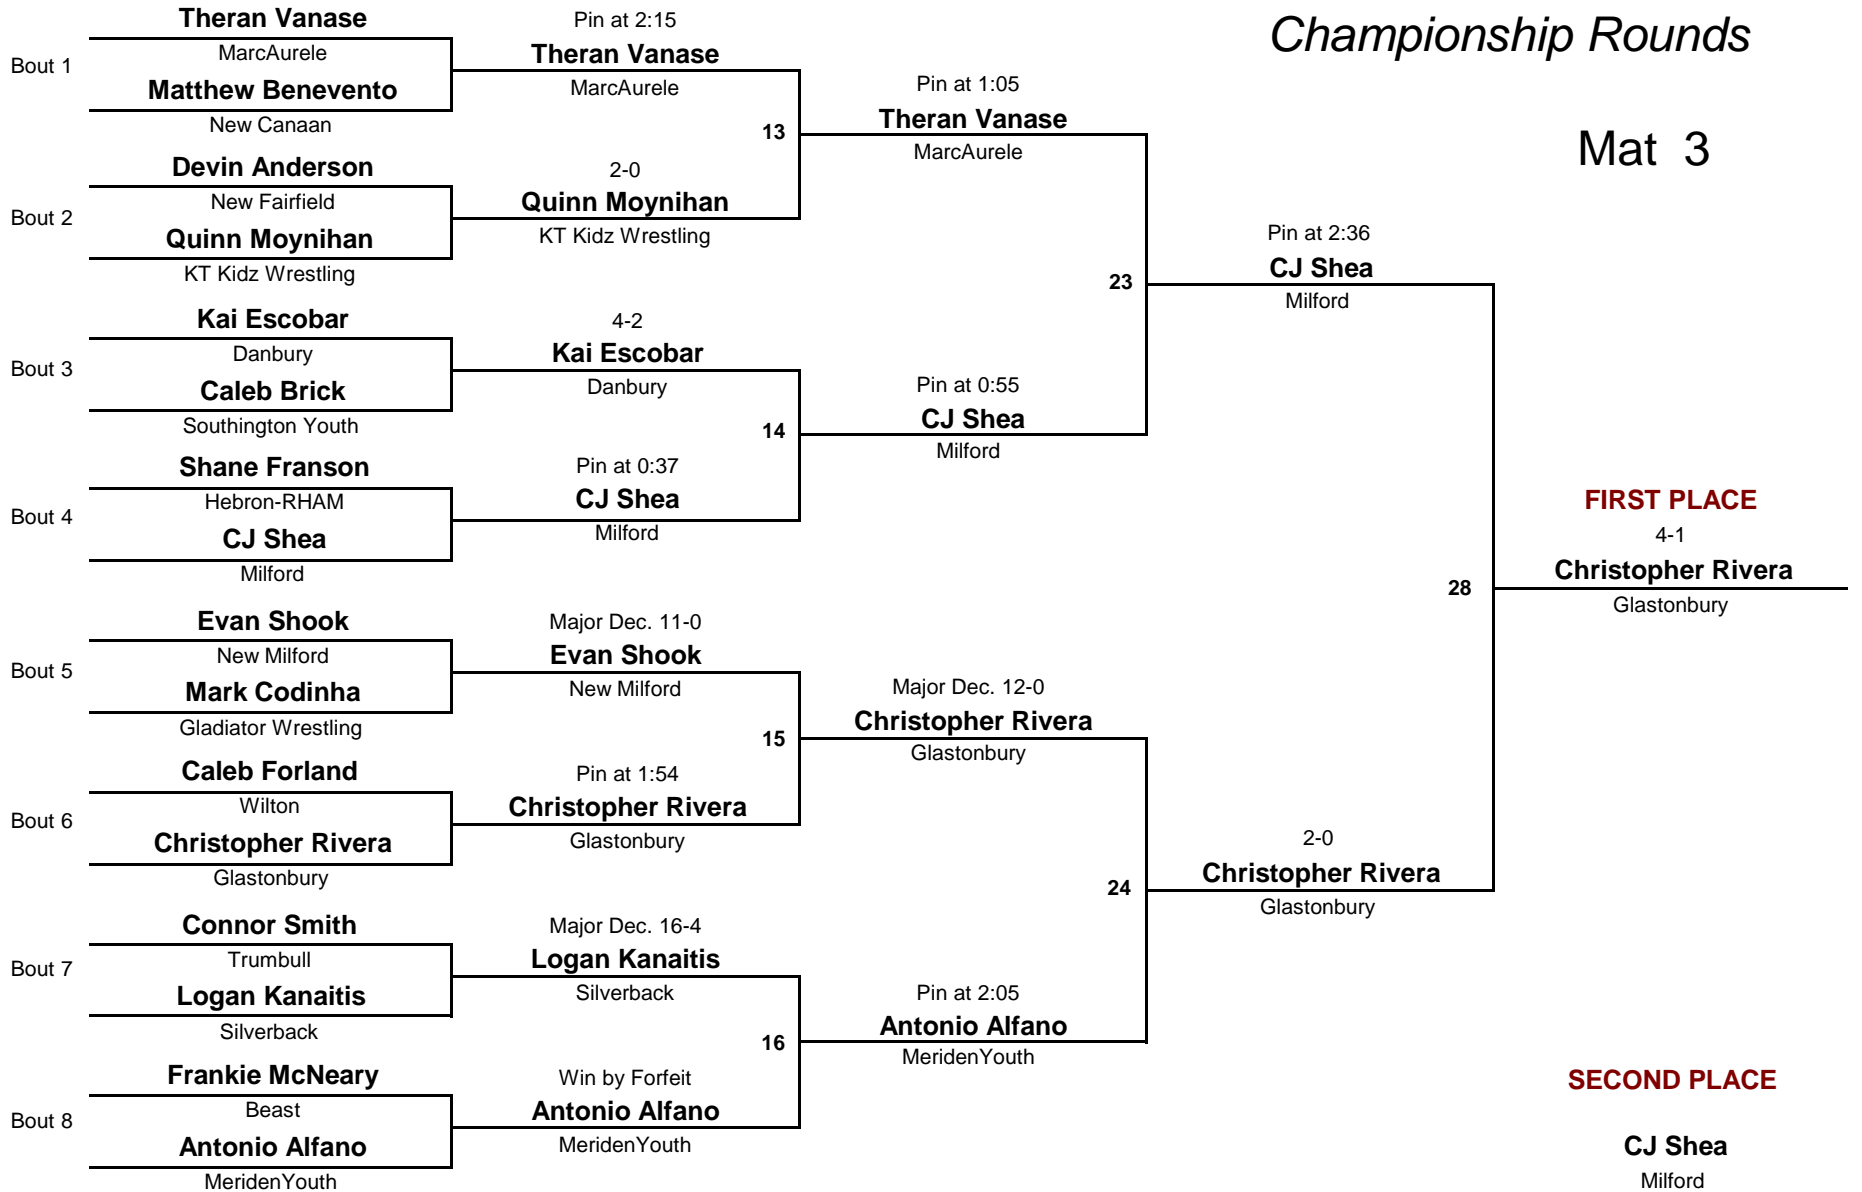 Championship Rounds
Mat 3
Bout 1
Theran Vanase
MarcAurele
Matthew Benevento
New Canaan
Bout 2
Devin Anderson
New Fairfield
Quinn Moynihan
KT Kidz Wrestling
Bout 3
Kai Escobar
Danbury
Caleb Brick
Southington Youth
Bout 4
Shane Franson
Hebron-RHAM
CJ Shea
Milford
Bout 5
Evan Shook
New Milford
Mark Codinha
Gladiator Wrestling
Bout 6
Caleb Forland
Wilton
Christopher Rivera
Glastonbury
Bout 7
Connor Smith
Trumbull
Logan Kanaitis
Silverback
Bout 8
Frankie McNeary
Beast
Antonio Alfano
MeridenYouth
Pin at 2:15
Theran Vanase
MarcAurele
13
2-0
Quinn Moynihan
KT Kidz Wrestling
4-2
Kai Escobar
Danbury
14
Pin at 0:37
CJ Shea
Milford
Major Dec. 11-0
Evan Shook
New Milford
15
Pin at 1:54
Christopher Rivera
Glastonbury
Major Dec. 16-4
Logan Kanaitis
Silverback
16
Win by Forfeit
Antonio Alfano
MeridenYouth
Pin at 1:05
Theran Vanase
MarcAurele
23
Pin at 0:55
CJ Shea
Milford
Major Dec. 12-0
Christopher Rivera
Glastonbury
24
Pin at 2:05
Antonio Alfano
MeridenYouth
Pin at 2:36
CJ Shea
Milford
28
2-0
Christopher Rivera
Glastonbury
FIRST PLACE
4-1
Christopher Rivera
Glastonbury
SECOND PLACE
CJ Shea
Milford